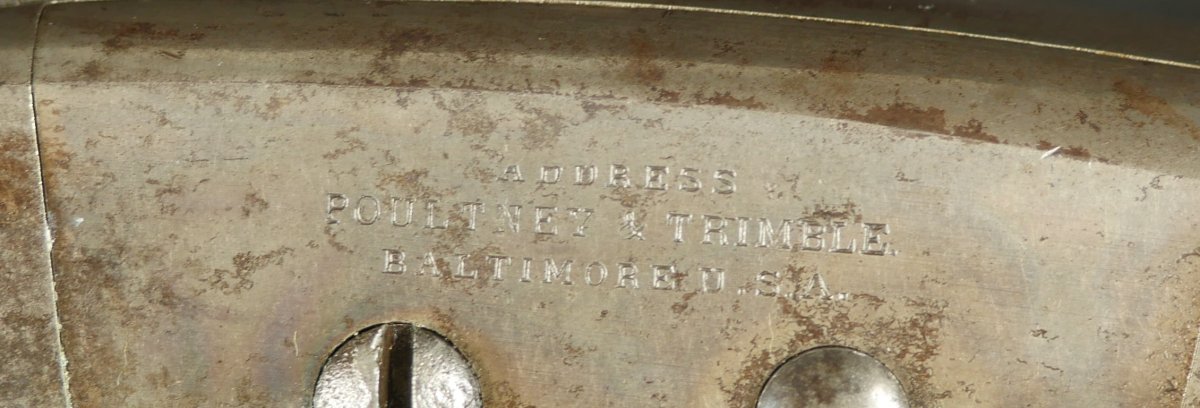 ADDRESS
POULTNEY & TRIMBLE.
BALTIMORE U.S.A.